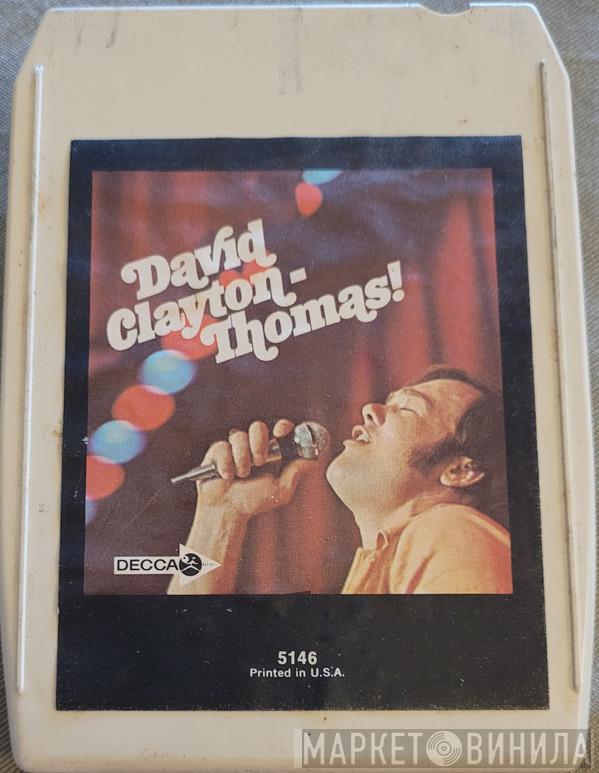 David
Clayton-
Thomas!
DECCA
5146
Printed in U.S.A.
МАРКЕТ ВИНИЛА